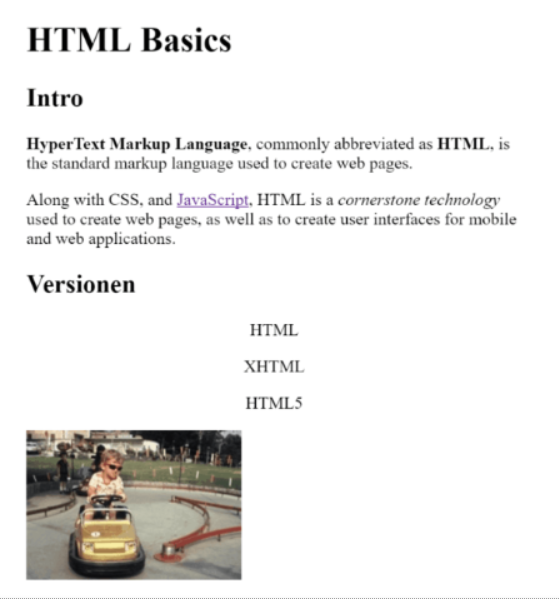 HTML Basics
Intro
HyperText Markup Language, commonly abbreviated as HTML, is
the standard markup language used to create web pages.
Along with CSS, and JavaScript, HTML is a cornerstone technology
used to create web pages, as well as to create user interfaces for mobile
and web applications.
Versionen
HTML
XHTML
HTML5